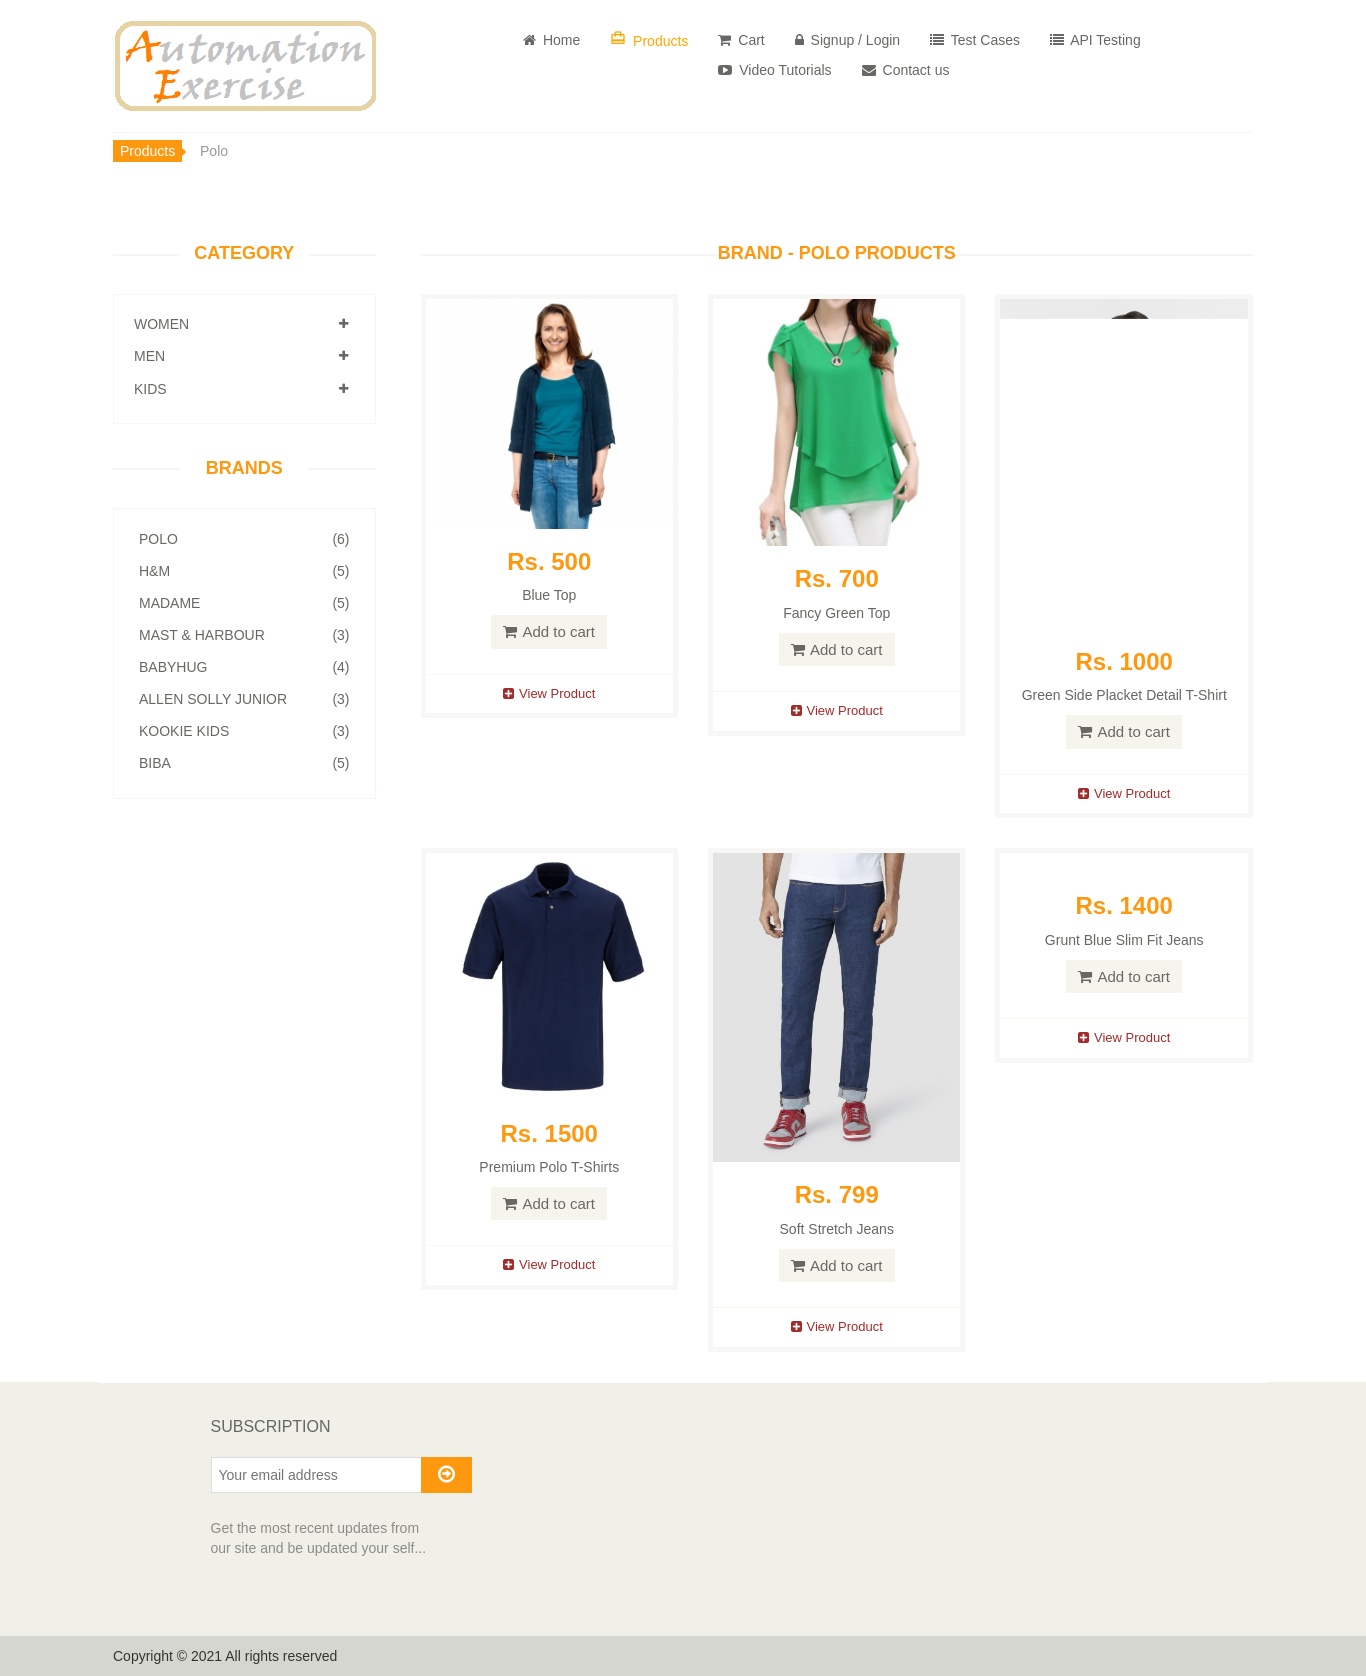 Automation
Exercise
Home
Products
Cart
Signup / Login
Test Cases
API Testing
Video Tutorials
Contact us
Products
Polo
CATEGORY
WOMEN
MEN
KIDS
BRANDS
POLO (6)
H&M (5)
MADAME (5)
MAST & HARBOUR (3)
BABYHUG (4)
ALLEN SOLLY JUNIOR (3)
KOOKIE KIDS (3)
BIBA (5)
BRAND - POLO PRODUCTS
Rs. 500
Blue Top
Add to cart
View Product
Rs. 700
Fancy Green Top
Add to cart
View Product
Rs. 1000
Green Side Placket Detail T-Shirt
Add to cart
View Product
Rs. 1500
Premium Polo T-Shirts
Add to cart
View Product
Rs. 799
Soft Stretch Jeans
Add to cart
View Product
Rs. 1400
Grunt Blue Slim Fit Jeans
Add to cart
View Product
SUBSCRIPTION
Your email address
Get the most recent updates from
our site and be updated your self...
Copyright © 2021 All rights reserved